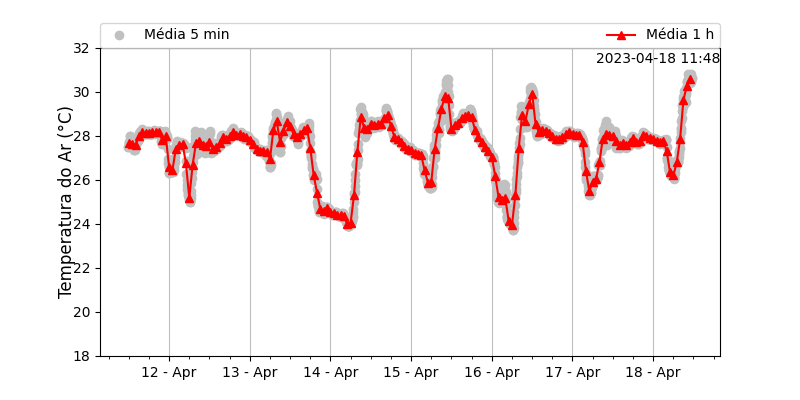 Média 5 min
Média 1 h
2023-04-18 11:48
Temperatura do Ar (°C)
32
30
28
26
24
22
20
18
12 - Apr
13 - Apr
14 - Apr
15 - Apr
16 - Apr
17 - Apr
18 - Apr